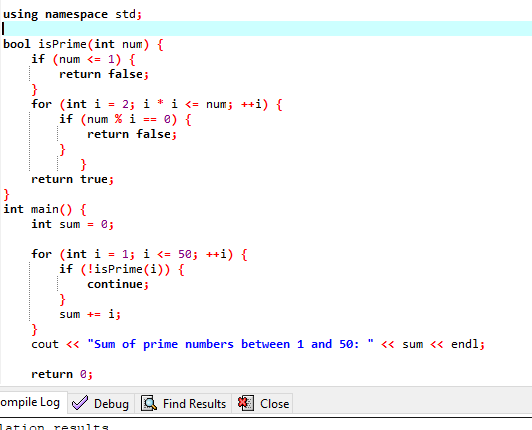 using namespace std;
bool isPrime(int num) {
if (num <= 1) {
return false;
}
for (int i = 2; i * i <= num; ++i) {
if (num % i == 0) {
return false;
}
}
return true;
}
int main() {
int sum = 0;
for (int i = 1; i <= 50; ++i) {
if (!isPrime(i)) {
continue;
}
sum += i;
}
cout << "Sum of prime numbers between 1 and 50: " << sum << endl;
return 0;
ompile Log Debug Find Results Close
lation results